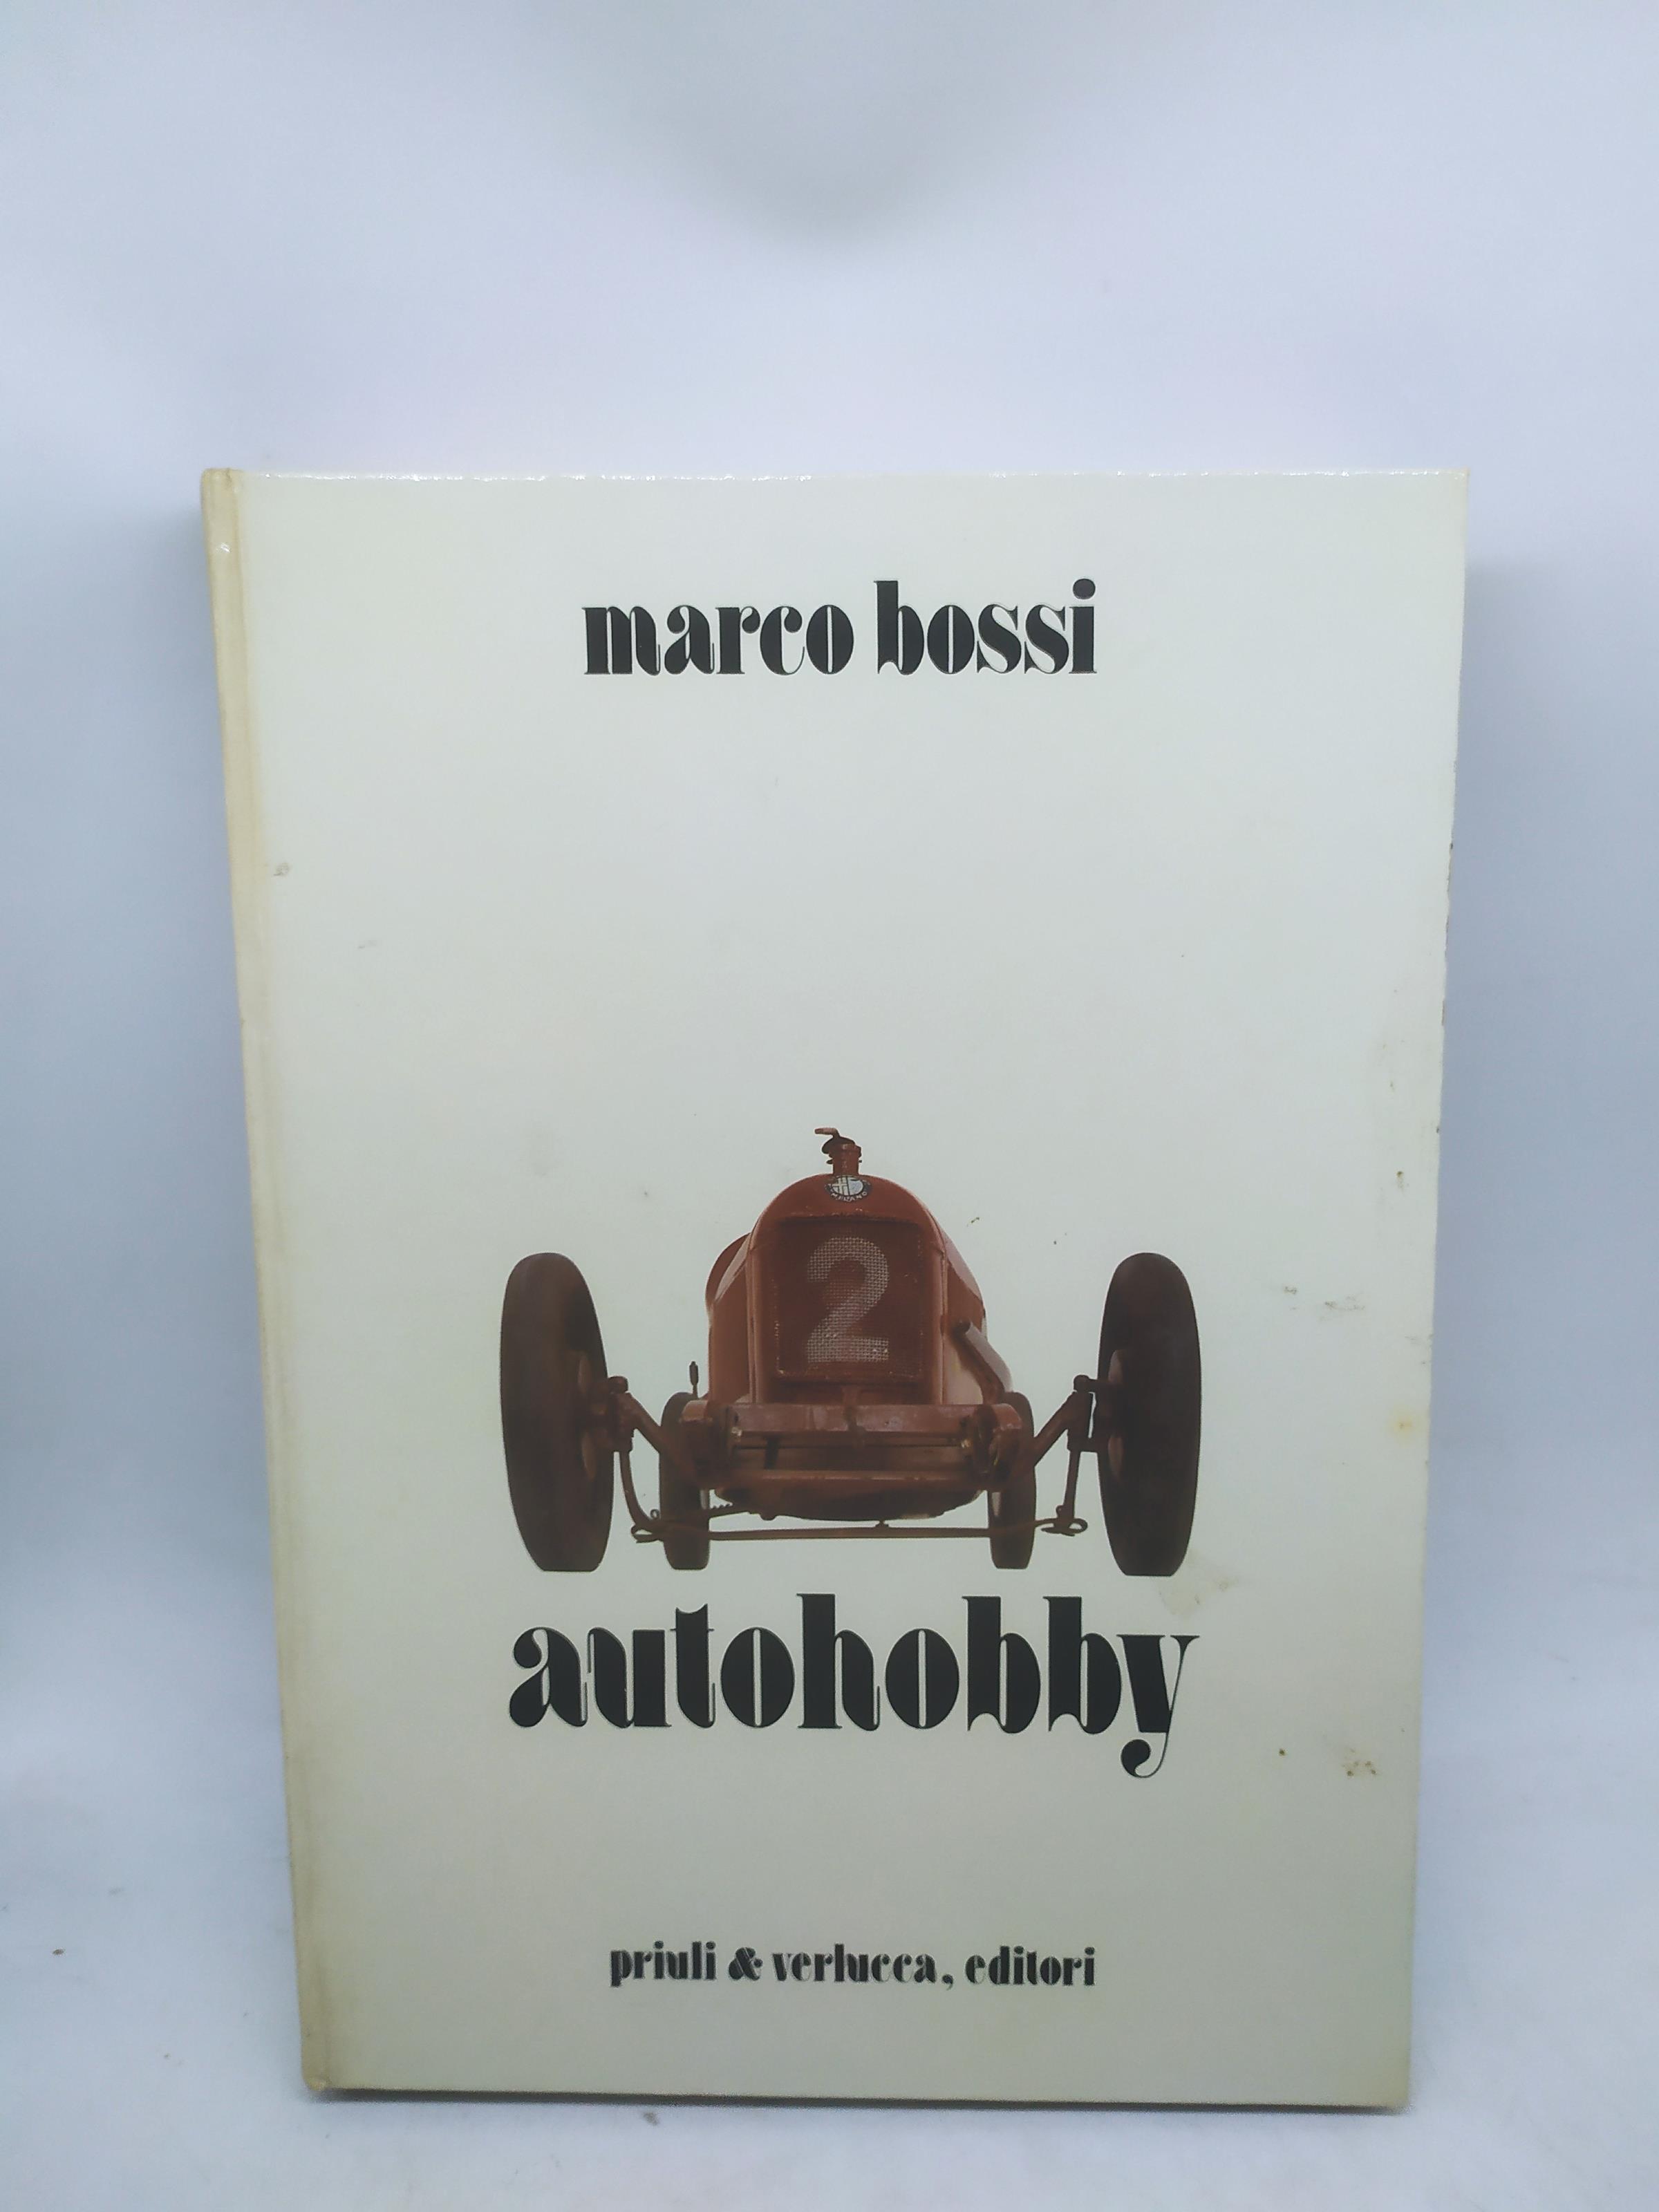 marco bossi
2
autohobby
priuli & verlucca, editori